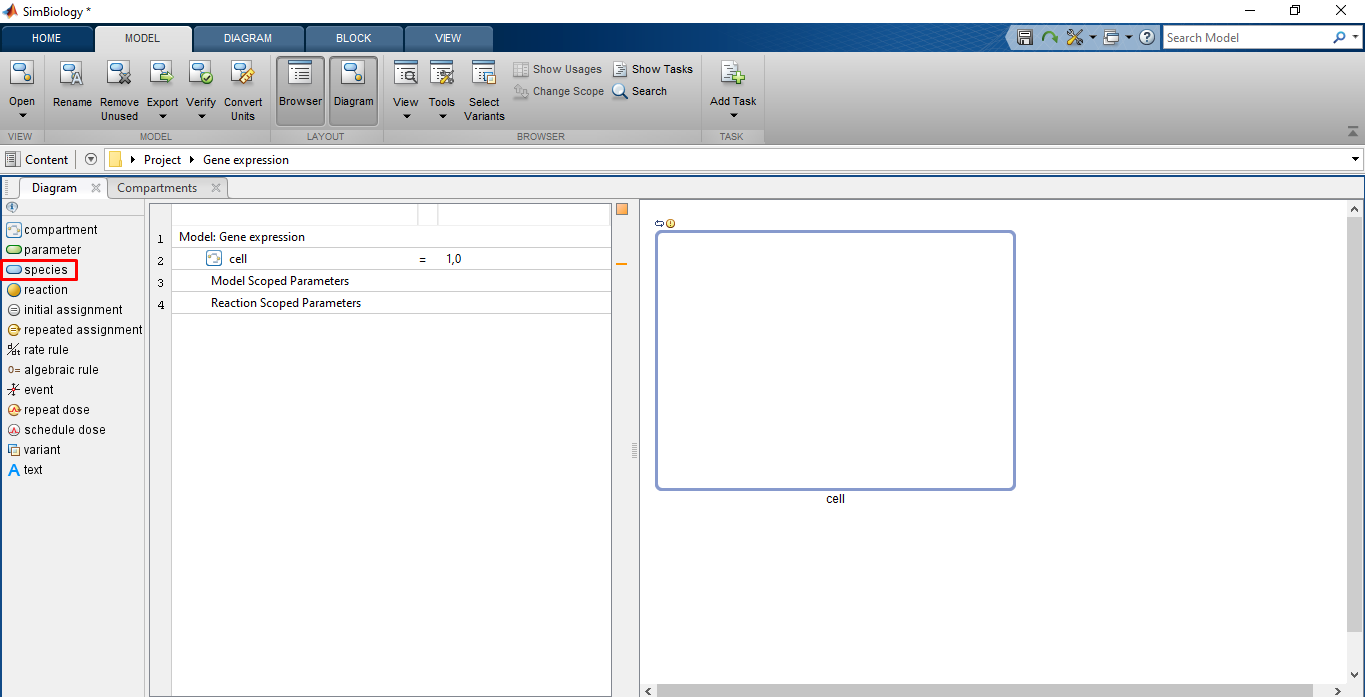 SimBiology *
HOME MODEL DIAGRAM BLOCK VIEW
Search Model
Open Rename Remove Unused Export Verify Convert Units Browser Diagram View Tools Select Variants Show Usages Show Tasks Change Scope Search Add Task
VIEW MODEL LAYOUT BROWSER TASK
Content Project Gene expression
Diagram Compartments
compartment
parameter
species
reaction
initial assignment
repeated assignment
d/dt rate rule
0= algebraic rule
event
repeat dose
schedule dose
variant
A text
1 Model: Gene expression
2 cell = 1,0
3 Model Scoped Parameters
4 Reaction Scoped Parameters
cell